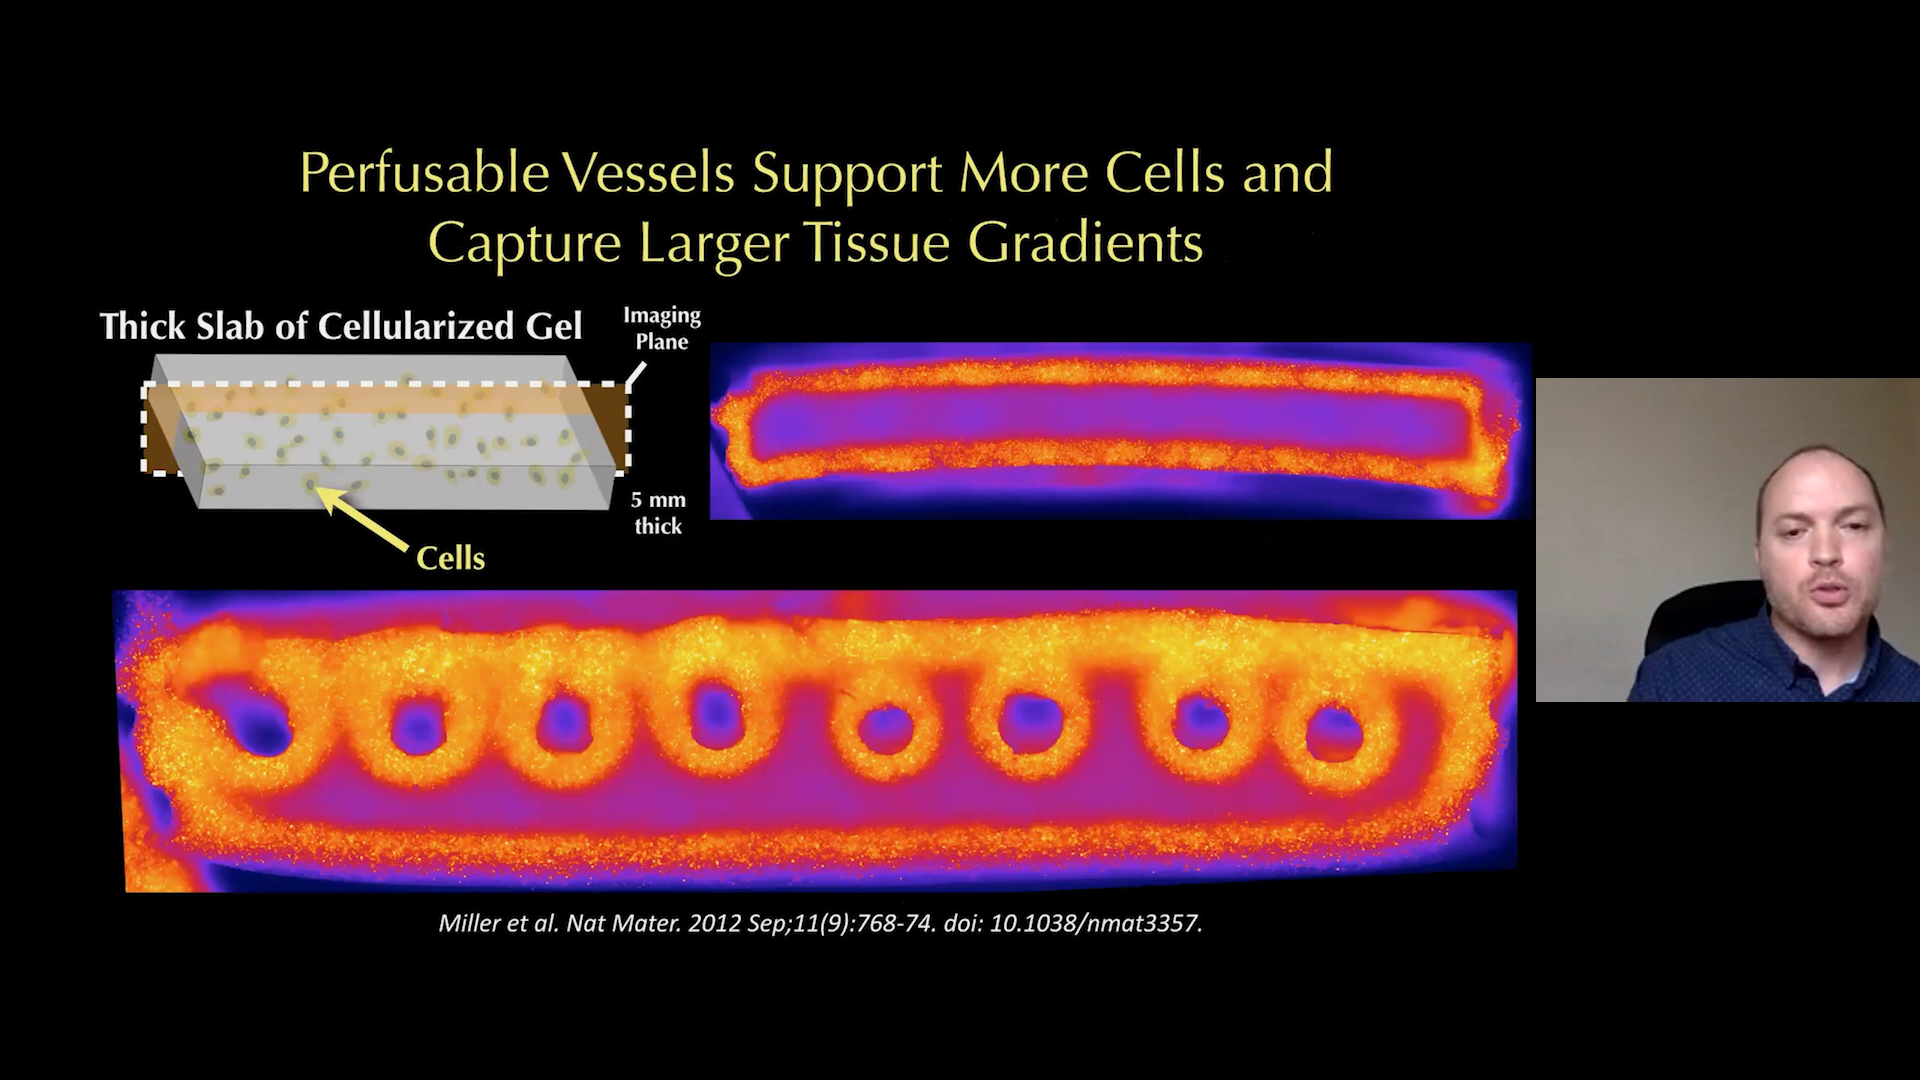 Perfusable Vessels Support More Cells and
Capture Larger Tissue Gradients
Thick Slab of Cellularized Gel
Imaging
Plane
5 mm
thick
Cells
Miller et al. Nat Mater. 2012 Sep;11(9):768-74. doi: 10.1038/nmat3357.